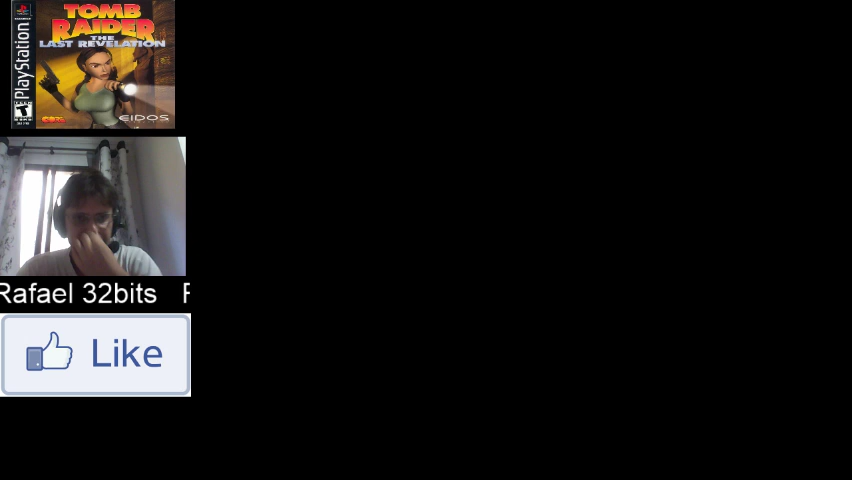 PlayStation
TOMB
RAIDER
THE
LAST REVELATION
EIDOS
Rafael 32bits F
Like